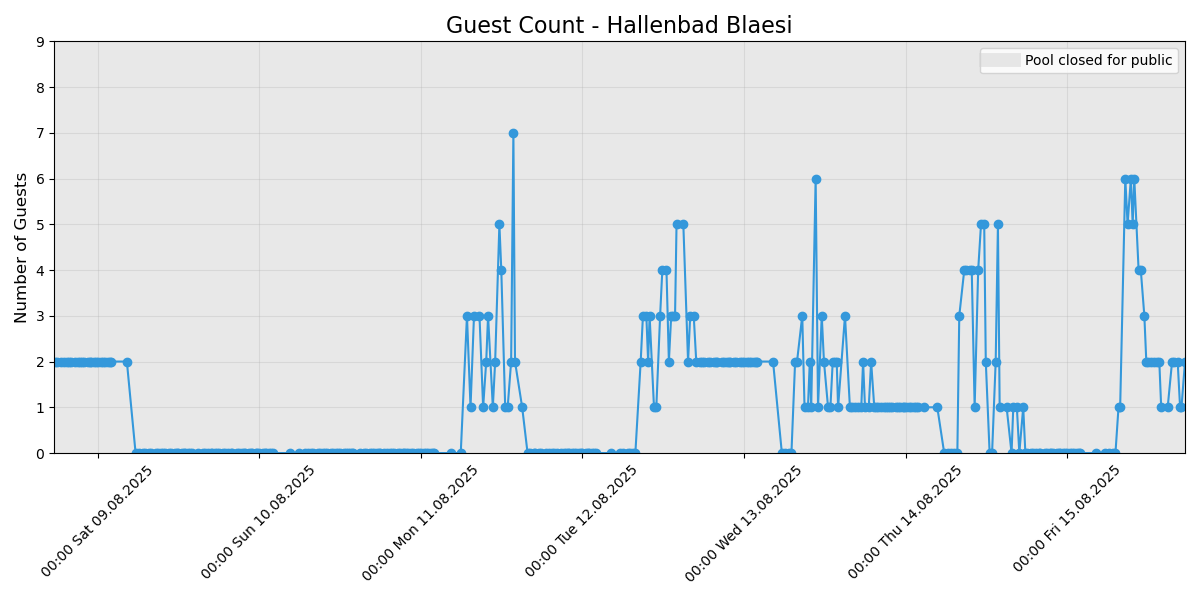 Guest Count - Hallenbad Blaesi
Pool closed for public
Number of Guests
9
8
7
6
5
4
3
2
1
0
00:00 Sat 09.08.2025
00:00 Sun 10.08.2025
00:00 Mon 11.08.2025
00:00 Tue 12.08.2025
00:00 Wed 13.08.2025
00:00 Thu 14.08.2025
00:00 Fri 15.08.2025